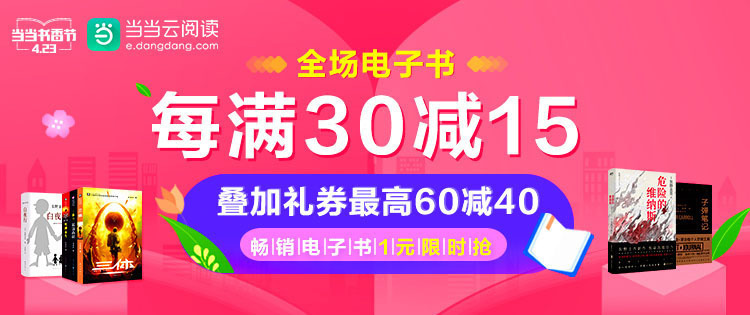 当当书香节
4.23
当当云阅读
e.dangdang.com
全场电子书
每满30减15
叠加礼券最高60减40
畅销电子书1元限时抢
白夜行
三体
危险的维纳斯
子弹笔记